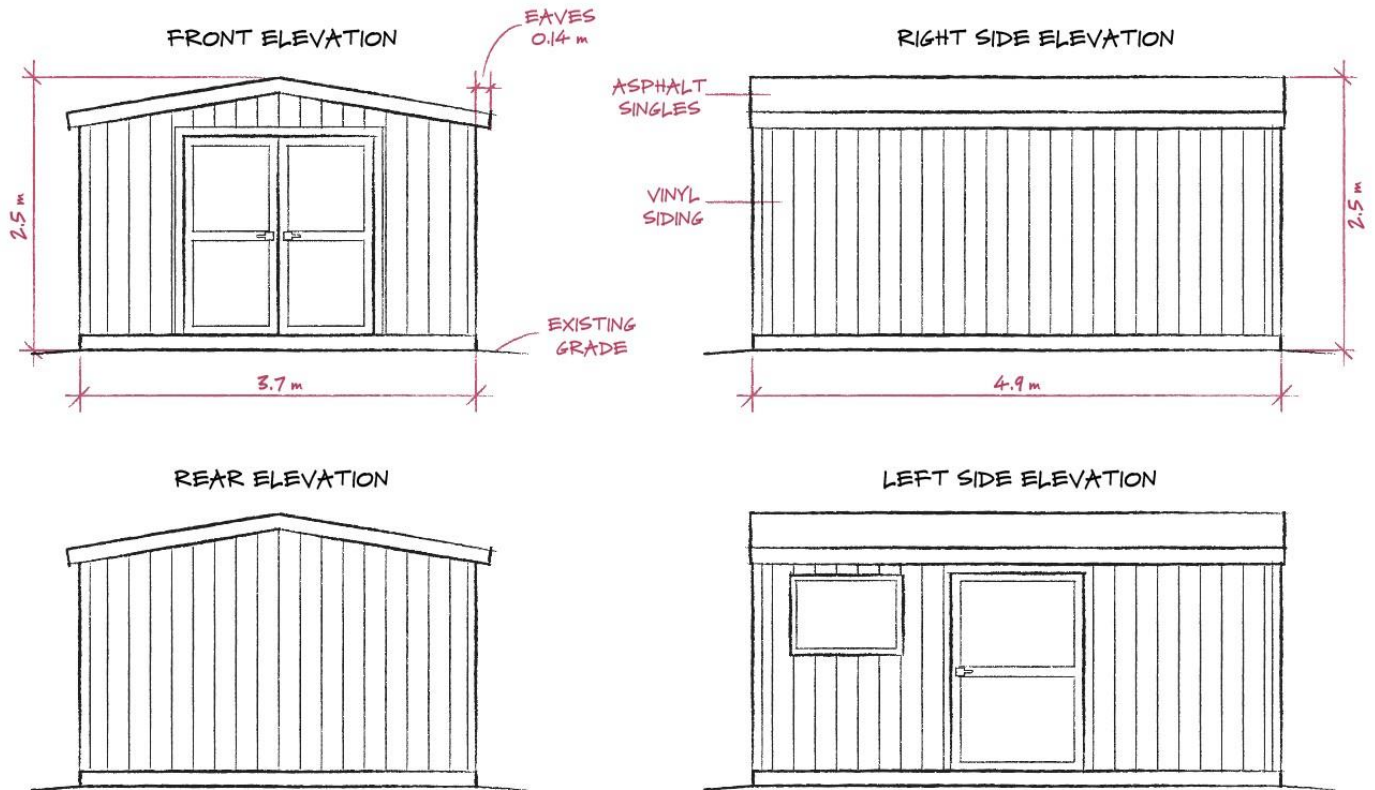 FRONT ELEVATION
EAVES
0.14 m
2.5 m
EXISTING
GRADE
3.7 m
RIGHT SIDE ELEVATION
ASPHALT
SINGLES
VINYL
SIDING
2.5 m
4.9 m
REAR ELEVATION
LEFT SIDE ELEVATION